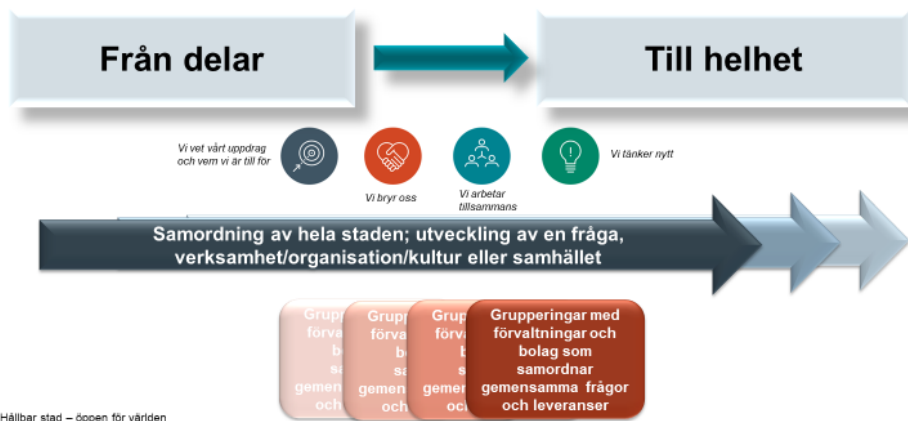 Från delar
Till helhet
Vi vet vårt uppdrag
och vem vi är till för
Vi bryr oss
Vi arbetar
tillsammans
Vi tänker nytt
Samordning av hela staden; utveckling av en fråga,
verksamhet/organisation/kultur eller samhället
Grupperingar med
förvaltningar och
bolag som
samordnar
gemensamma frågor
och leveranser
Hållbar stad – öppen för världen